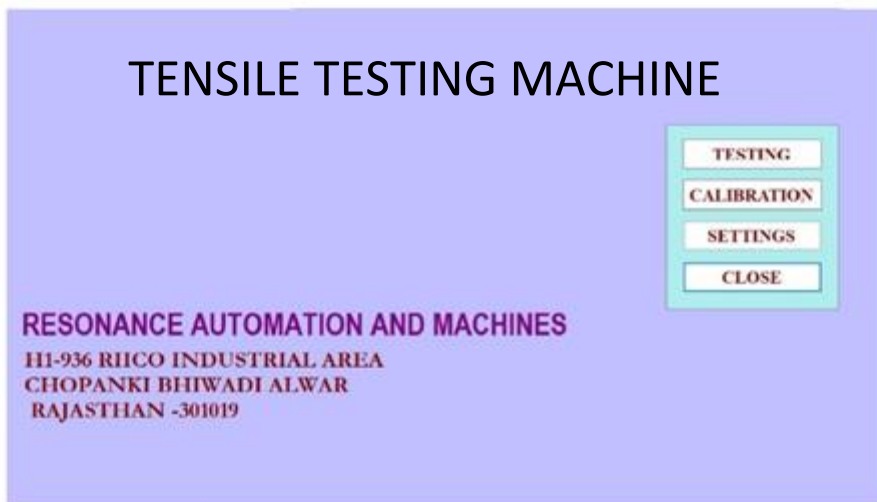 TENSILE TESTING MACHINE
TESTING
CALIBRATION
SETTINGS
CLOSE
RESONANCE AUTOMATION AND MACHINES
H1-936 RIICO INDUSTRIAL AREA
CHOPANKI BHIWADI ALWAR
RAJASTHAN -301019